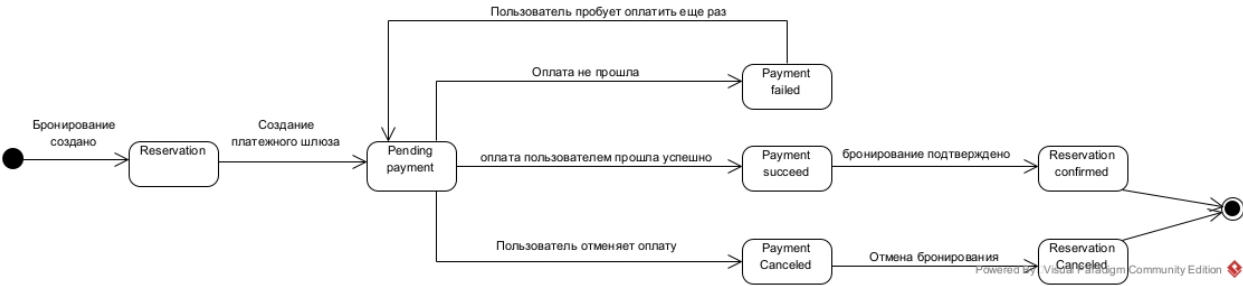 Пользователь пробует оплатить еще раз
Оплата не прошла
Payment
failed
Бронирование
создано
Reservation
Создание
платежного шлюза
Pending
payment
оплата пользователем прошла успешно
Payment
succeed
бронирование подтверждено
Reservation
confirmed
Пользователь отменяет оплату
Payment
Canceled
Отмена бронирования
Reservation
Canceled
Powered By Visual Paradigm Community Edition